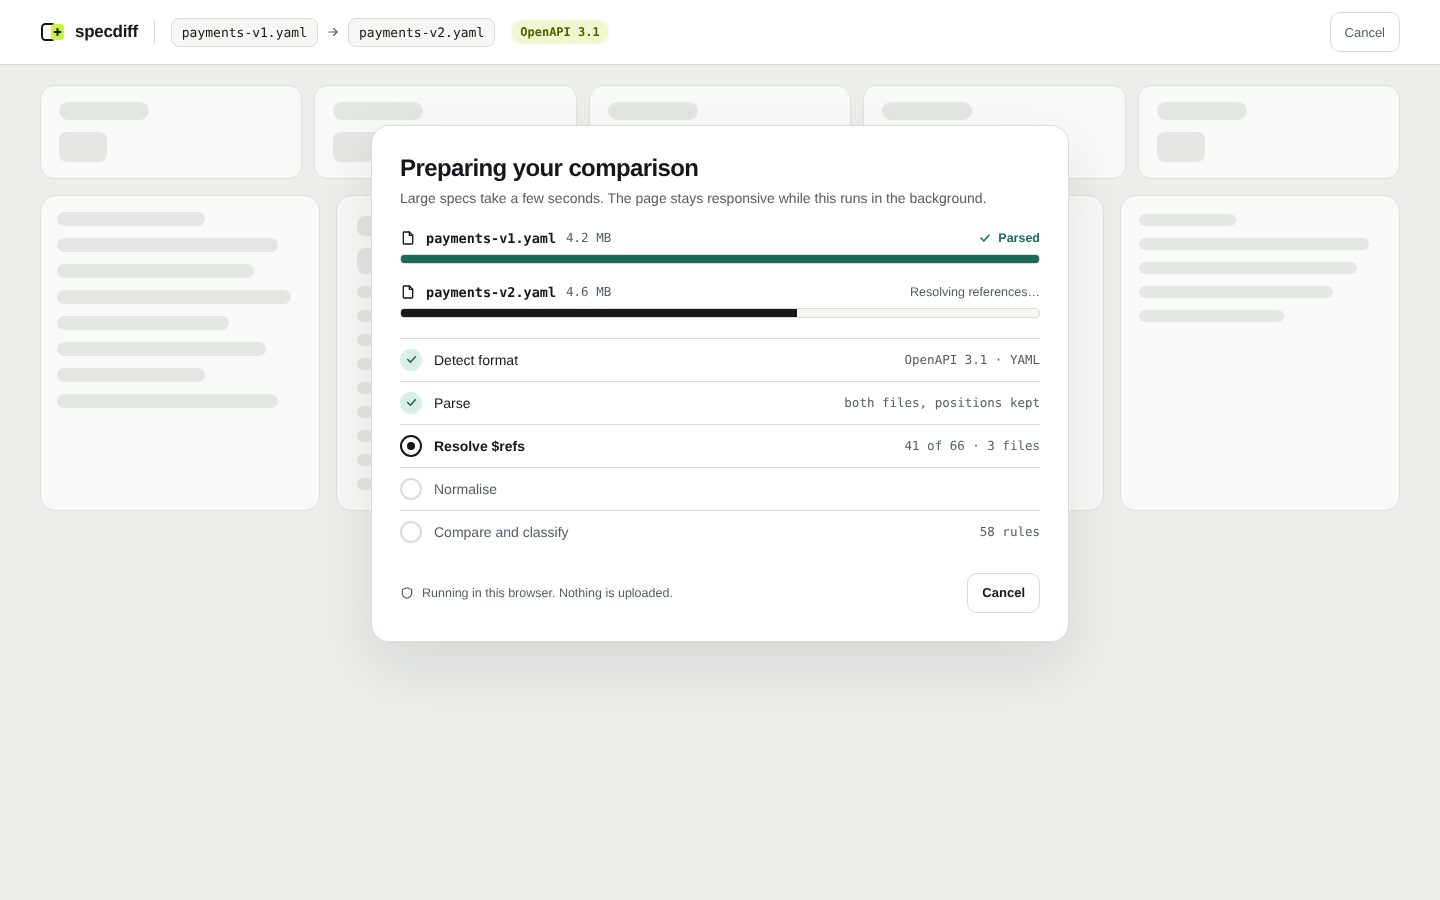 specdiff
payments-v1.yaml → payments-v2.yaml
OpenAPI 3.1
Cancel
Preparing your comparison
Large specs take a few seconds. The page stays responsive while this runs in the background.
payments-v1.yaml 4.2 MB
Parsed
payments-v2.yaml 4.6 MB
Resolving references…
Detect format
OpenAPI 3.1 · YAML
Parse
both files, positions kept
Resolve $refs
41 of 66 · 3 files
Normalise
Compare and classify
58 rules
Running in this browser. Nothing is uploaded.
Cancel